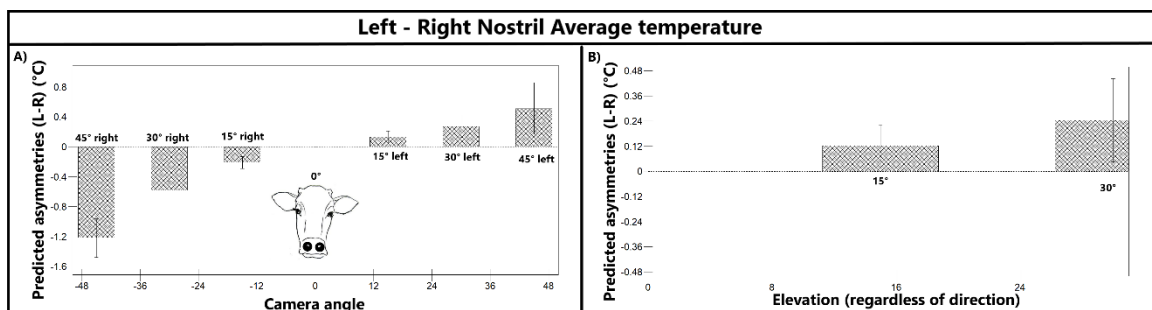 Left - Right Nostril Average temperature
A)
Predicted asymmetries (L-R) (°C)
0.8
0.4
0
-0.4
-0.8
-1.2
-1.6
45° right
30° right
15° right
0°
15° left
30° left
45° left
-48
-36
-24
-12
0
12
24
36
48
Camera angle
B)
Predicted asymmetries (L-R) (°C)
0.48
0.36
0.24
0.12
0
-0.12
-0.24
-0.36
-0.48
15°
30°
0
8
16
24
Elevation (regardless of direction)